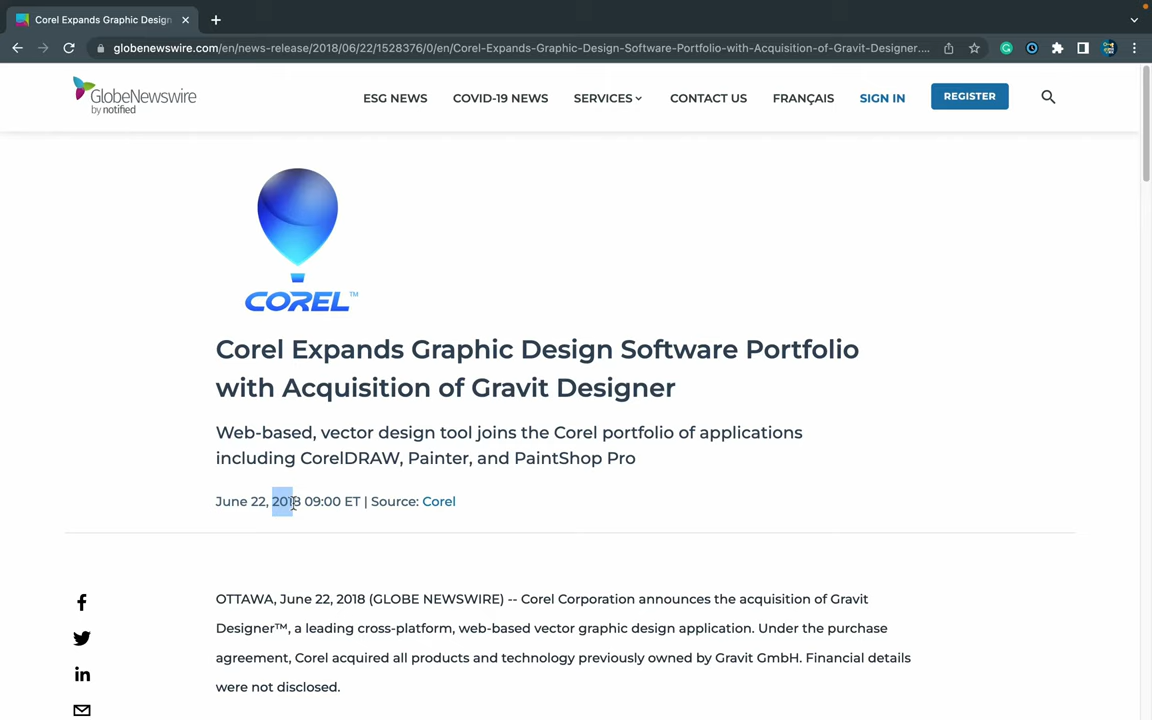 Corel Expands Graphic Design
globenewswire.com/en/news-release/2018/06/22/1528376/0/en/Corel-Expands-Graphic-Design-Software-Portfolio-with-Acquisition-of-Gravit-Designer....
GlobeNewswire
by notified
ESG NEWS COVID-19 NEWS SERVICES CONTACT US FRANÇAIS SIGN IN REGISTER
COREL™
Corel Expands Graphic Design Software Portfolio
with Acquisition of Gravit Designer
Web-based, vector design tool joins the Corel portfolio of applications
including CorelDRAW, Painter, and PaintShop Pro
June 22, 2018 09:00 ET | Source: Corel
OTTAWA, June 22, 2018 (GLOBE NEWSWIRE) -- Corel Corporation announces the acquisition of Gravit
Designer™, a leading cross-platform, web-based vector graphic design application. Under the purchase
agreement, Corel acquired all products and technology previously owned by Gravit GmbH. Financial details
were not disclosed.